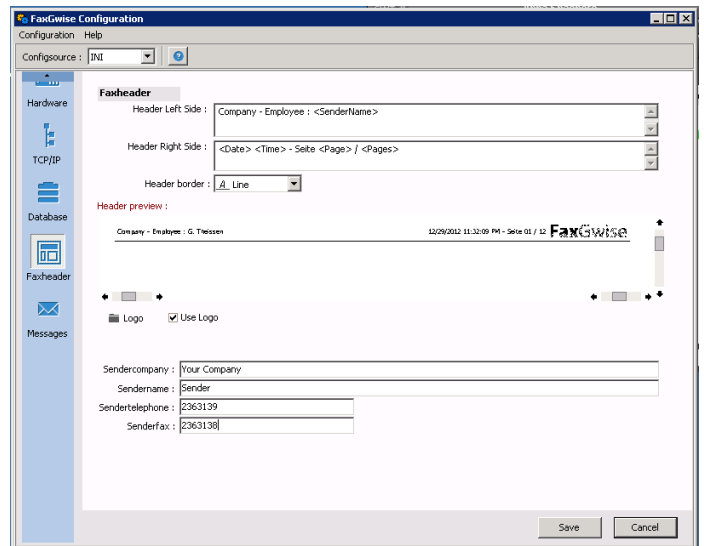 FaxGwise Configuration
Configuration Help
Configsource : INI
Hardware
TCP/IP
Database
Faxheader
Messages
Faxheader
Header Left Side : Company - Employee : <SenderName>
Header Right Side : <Date> <Time> - Seite <Page> / <Pages>
Header border : A Line
Header preview :
Company - Employee : G. Theissen 12/29/2012 11:32:09 PM - Seite 01 / 12 FaxGwise
Logo Use Logo
Sendercompany : Your Company
Sendername : Sender
Sendertelephone : 2363139
Senderfax : 2363138
Save Cancel